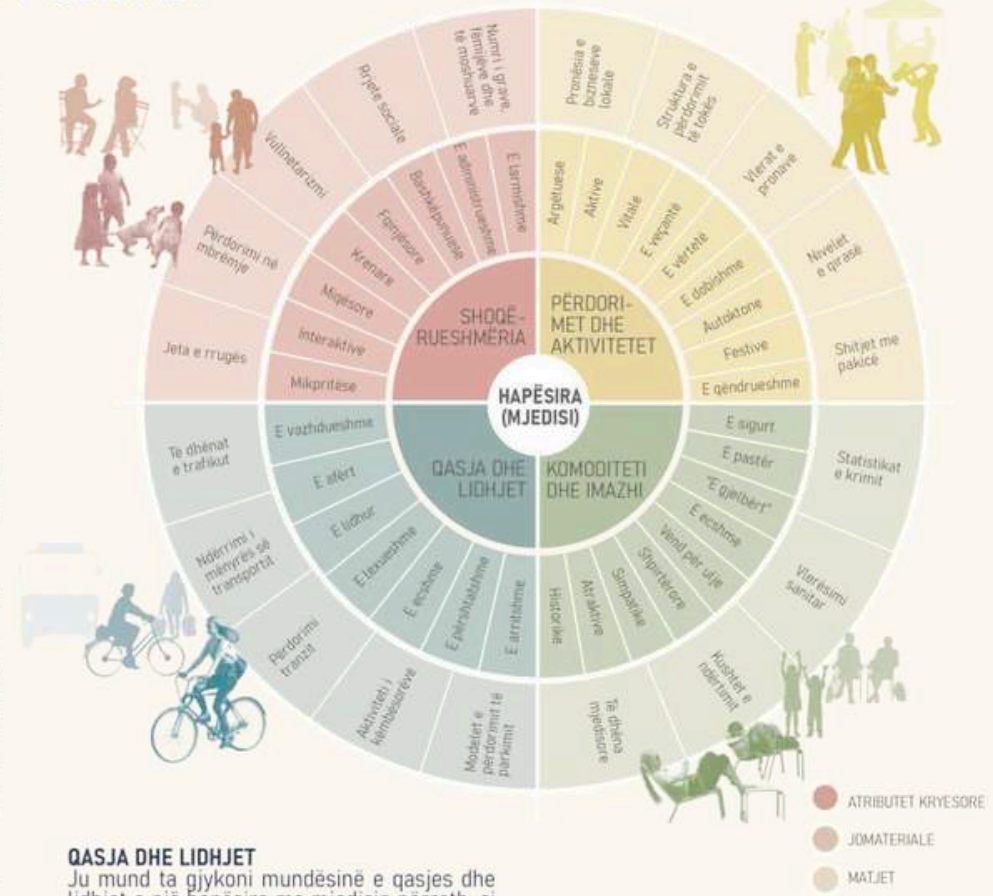 Numri i grave,
fëmijëve dhe
të moshuarve
Rrjete sociale
Vullnetarizmi
Përdorimi në
mbrëmje
Jeta e rrugës
Pronësia e
bizneseve
lokale
Struktura e
përdorimit
të tokës
Vlerat e
pronave
Nivelet
e qirasë
Shitjet me
pakicë
E larmishme
E administrueshme
Bashkëpunuese
Fqinjësore
Krenare
Miqësore
Interaktive
Mikpritëse
Argëtuese
Aktive
Vitale
E veçantë
E vërtetë
E dobishme
Autoktone
Festive
E qëndrueshme
SHOQË-
RUESHMËRIA
PËRDORI-
MET DHE
AKTIVITETET
HAPËSIRA
(MJEDISI)
QASJA DHE
LIDHJET
KOMODITETI
DHE IMAZHI
E vazhdueshme
E afërt
E lidhur
E lexueshme
E ecshme
E përshtatshme
E arritshme
E sigurt
E pastër
"E gjelbërt"
E ecshme
Vend për ulje
Shpirtërore
Simpatike
Atraktive
Historike
Të dhënat
e trafikut
Ndërrimi i
mënyrës së
transportit
Përdorimi
tranzit
Aktiviteti i
këmbësorëve
Modelet e
përdorimit të
parkimit
Statistikat
e krimit
Vlerësimi
sanitar
Kushtet e
ndërtimit
Të dhëna
mjedisore
ATRIBUTET KRYESORE
JOMATERIALE
MATJET
QASJA DHE LIDHJET
Ju mund ta gjykoni mundësinë e qasjes dhe